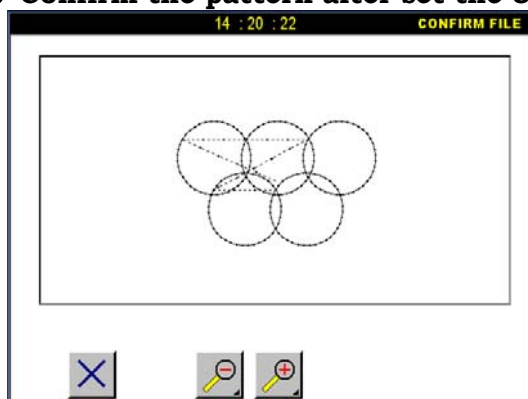 Confirm the pattern after set the
14 : 20 : 22 CONFIRM FILE